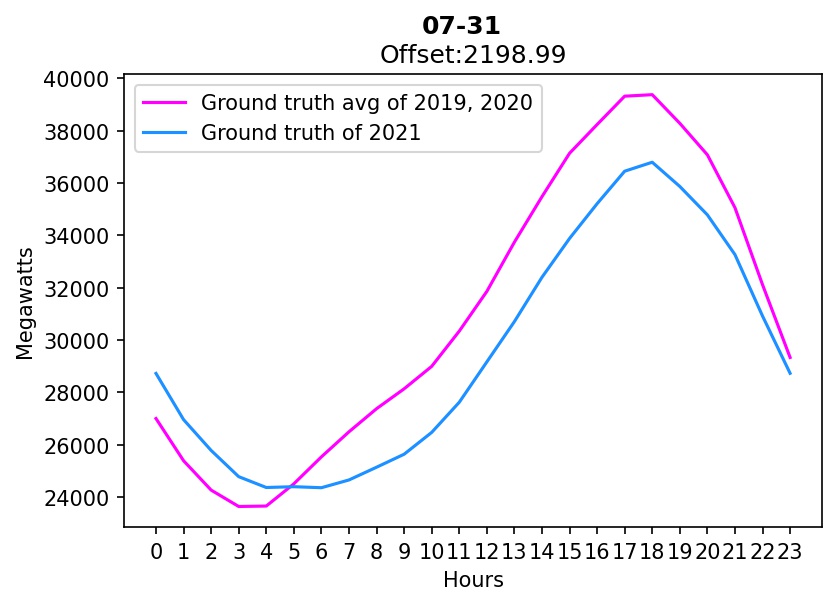 07-31
Offset:2198.99
Ground truth avg of 2019, 2020
Ground truth of 2021
Megawatts
40000
38000
36000
34000
32000
30000
28000
26000
24000
0 1 2 3 4 5 6 7 8 9 10 11 12 13 14 15 16 17 18 19 20 21 22 23
Hours